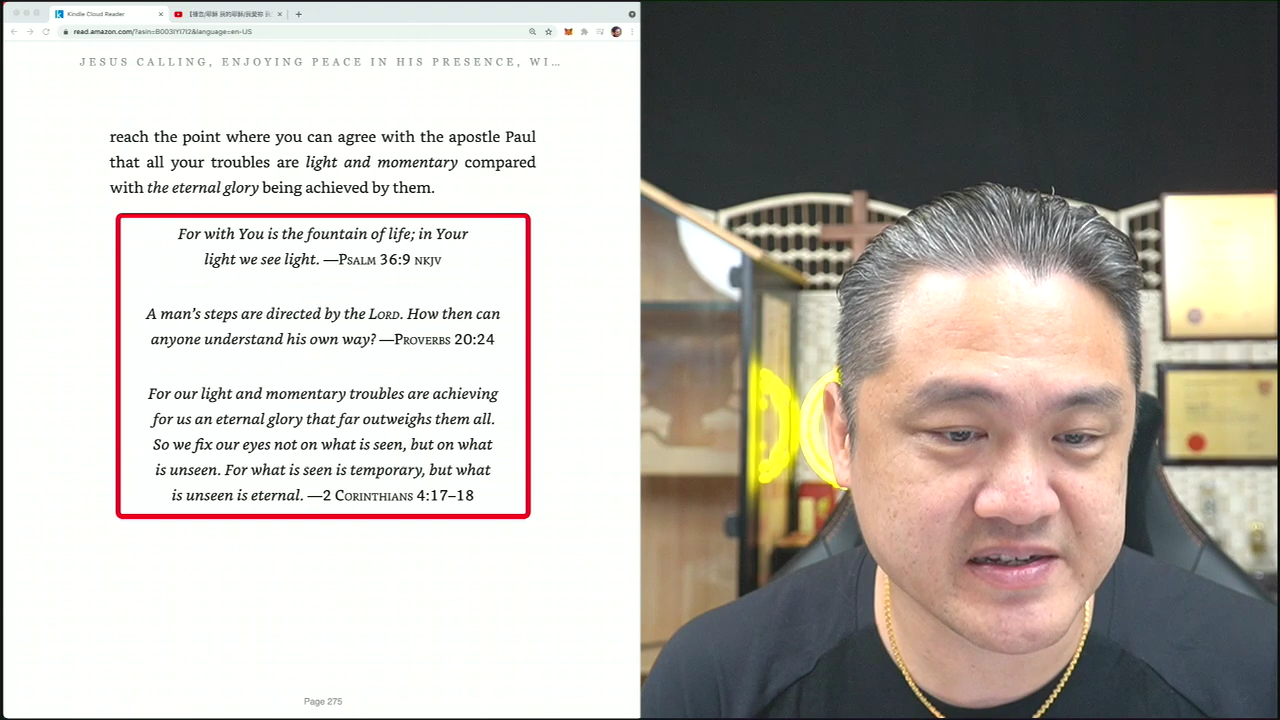 Kindle Cloud Reader
read.amazon.com/?asin=B003IYI7I2&language=en-US
JESUS CALLING, ENJOYING PEACE IN HIS PRESENCE, WI...
reach the point where you can agree with the apostle Paul
that all your troubles are light and momentary compared
with the eternal glory being achieved by them.
For with You is the fountain of life; in Your
light we see light. —Psalm 36:9 nkjv
A man’s steps are directed by the Lord. How then can
anyone understand his own way? —Proverbs 20:24
For our light and momentary troubles are achieving
for us an eternal glory that far outweighs them all.
So we fix our eyes not on what is seen, but on what
is unseen. For what is seen is temporary, but what
is unseen is eternal. —2 Corinthians 4:17–18
Page 275